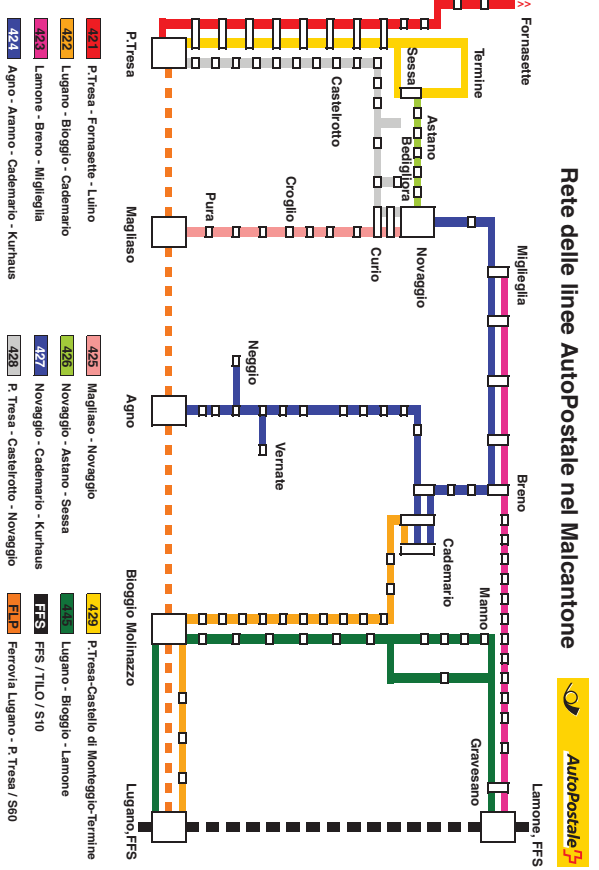 Rete delle linee AutoPostale nel Malcantone
AutoPostale
Fornasette
Termine
Sessa
Astano
Bedigliora
Castelrotto
Novaggio
Curio
Croglio
Pura
Miglieglia
Breno
Neggio
Vernate
Cademario
Manno
Gravesano
Lamone, FFS
P.Tresa
Magliaso
Agno
Bioggio Molinazzo
Lugano,FFS
421 P.Tresa - Fornasette - Luino
422 Lugano - Bioggio - Cademario
423 Lamone - Breno - Miglieglia
424 Agno - Aranno - Cademario - Kurhaus
425 Magliaso - Novaggio
426 Novaggio - Astano - Sessa
427 Novaggio - Cademario - Kurhaus
428 P. Tresa - Castelrotto - Novaggio
429 P.Tresa-Castello di Monteggio-Termine
445 Lugano - Bioggio - Lamone
FFS FFS / TILO / S10
FLP Ferrovia Lugano - P. Tresa / S60